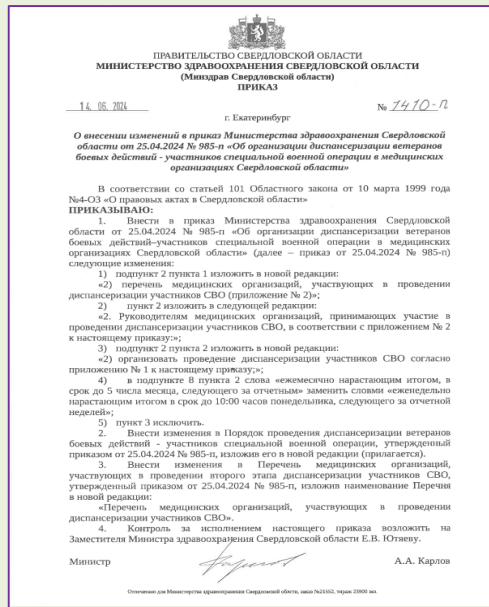 ПРАВИТЕЛЬСТВО СВЕРДЛОВСКОЙ ОБЛАСТИ
МИНИСТЕРСТВО ЗДРАВООХРАНЕНИЯ СВЕРДЛОВСКОЙ ОБЛАСТИ
(Минздрав Свердловской области)
ПРИКАЗ
14. 06. 2024 № 1410-п
г. Екатеринбург
О внесении изменений в приказ Министерства здравоохранения Свердловской
области от 25.04.2024 № 985-п «Об организации диспансеризации ветеранов
боевых действий - участников специальной военной операции в медицинских
организациях Свердловской области»
В соответствии со статьей 101 Областного закона от 10 марта 1999 года
№4-ОЗ «О правовых актах в Свердловской области»
ПРИКАЗЫВАЮ:
1. Внести в приказ Министерства здравоохранения Свердловской
области от 25.04.2024 № 985-п «Об организации диспансеризации ветеранов
боевых действий–участников специальной военной операции в медицинских
организациях Свердловской области» (далее – приказ от 25.04.2024 № 985-п)
следующие изменения:
1) подпункт 2 пункта 1 изложить в новой редакции:
«2) перечень медицинских организаций, участвующих в проведении
диспансеризации участников СВО (приложение № 2)»;
2) пункт 2 изложить в следующей редакции:
«2. Руководителям медицинских организаций, принимающих участие в
проведении диспансеризации участников СВО, в соответствии с приложением № 2
к настоящему приказу:»;
3) подпункт 2 пункта 2 изложить в новой редакции:
«2) организовать проведение диспансеризации участников СВО согласно
приложению № 1 к настоящему приказу;»;
4) в подпункте 8 пункта 2 слова «ежемесячно нарастающим итогом, в
срок до 5 числа месяца, следующего за отчетным» заменить словми «еженедельно
нарастающим итогом в срок до 10:00 часов понедельника, следующего за отчетной
неделей»;
5) пункт 3 исключить.
2. Внести изменения в Порядок проведения диспансеризации ветеранов
боевых действий - участников специальной военной операции, утвержденный
приказом от 25.04.2024 № 985-п, изложив его в новой редакции (прилагается).
3. Внести изменения в Перечень медицинских организаций,
участвующих в проведении второго этапа диспансеризации участников СВО,
утвержденный приказом от 25.04.2024 № 985-п, изложив наименование Перечня
в новой редакции:
«Перечень медицинских организаций, участвующих в проведении
диспансеризации участников СВО».
4. Контроль за исполнением настоящего приказа возложить на
Заместителя Министра здравоохранения Свердловской области Е.В. Ютяеву.
Министр А.А. Карлов
Отпечатано для Министерства здравоохранения Свердловской области, заказ №21552, тираж 23900 экз.